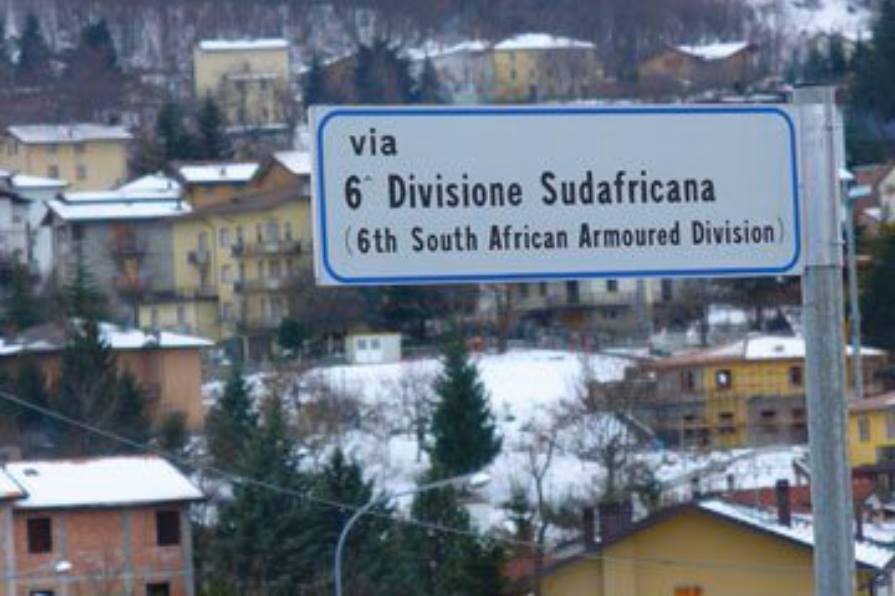 via
6^ Divisione Sudafricana
(6th South African Armoured Division)